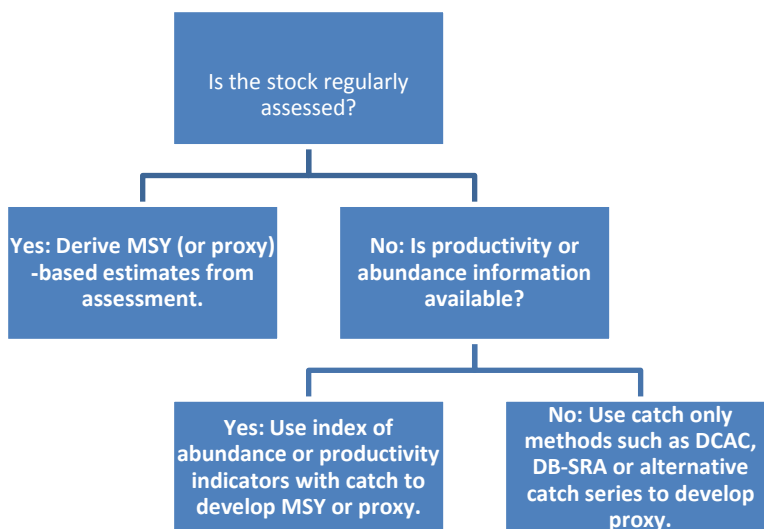 Is the stock regularly
assessed?
Yes: Derive MSY (or proxy)
-based estimates from
assessment.
No: Is productivity or
abundance information
available?
Yes: Use index of
abundance or productivity
indicators with catch to
develop MSY or proxy.
No: Use catch only
methods such as DCAC,
DB-SRA or alternative
catch series to develop
proxy.